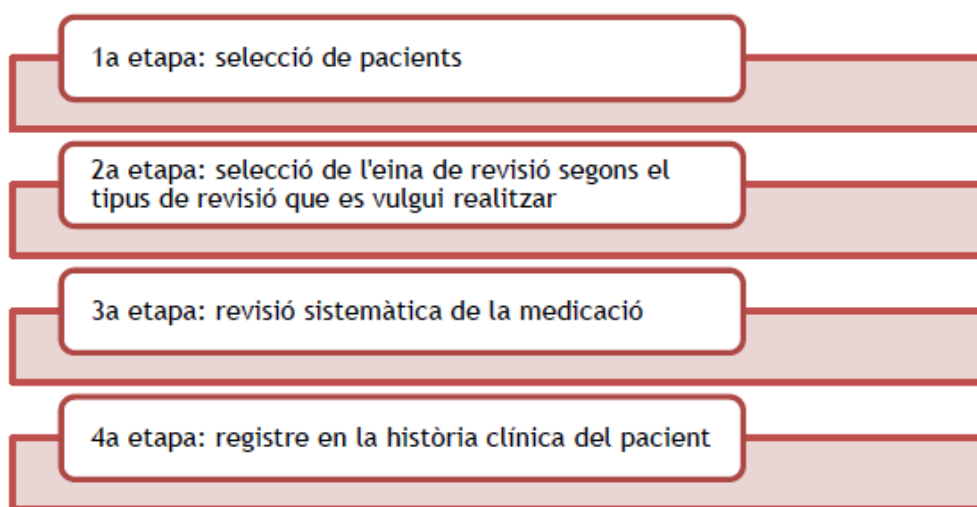 1a etapa: selecció de pacients
2a etapa: selecció de l'eina de revisió segons el
tipus de revisió que es vulgui realitzar
3a etapa: revisió sistemàtica de la medicació
4a etapa: registre en la història clínica del pacient